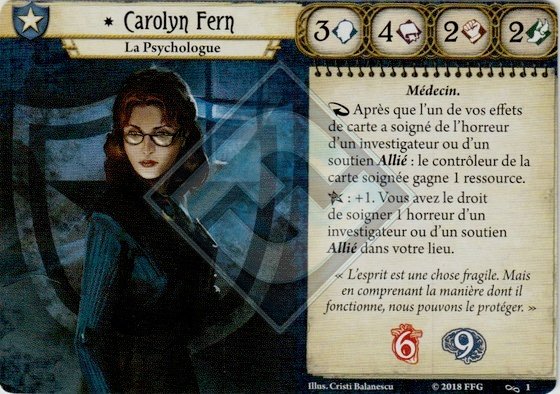 Carolyn Fern
La Psychologue
3 4 2 2
Médecin.
Après que l'un de vos effets
de carte a soigné de l'horreur
d'un investigateur ou d'un
soutien Allié : le contrôleur de la
carte soignée gagne 1 ressource.
: +1. Vous avez le droit
de soigner 1 horreur d'un
investigateur ou d'un soutien
Allié dans votre lieu.
« L'esprit est une chose fragile. Mais
en comprenant la manière dont il
fonctionne, nous pouvons le protéger. »
6 9
Illus. Cristi Balanescu © 2018 FFG 1